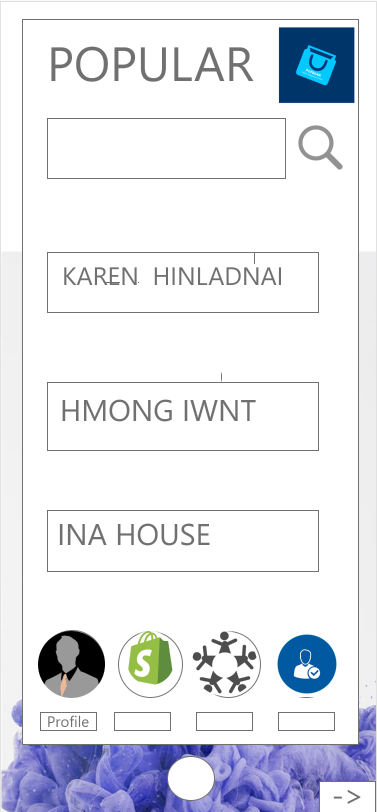 POPULAR
KAREN HINLADNAI
HMONG IWNT
INA HOUSE
S
Profile
-->